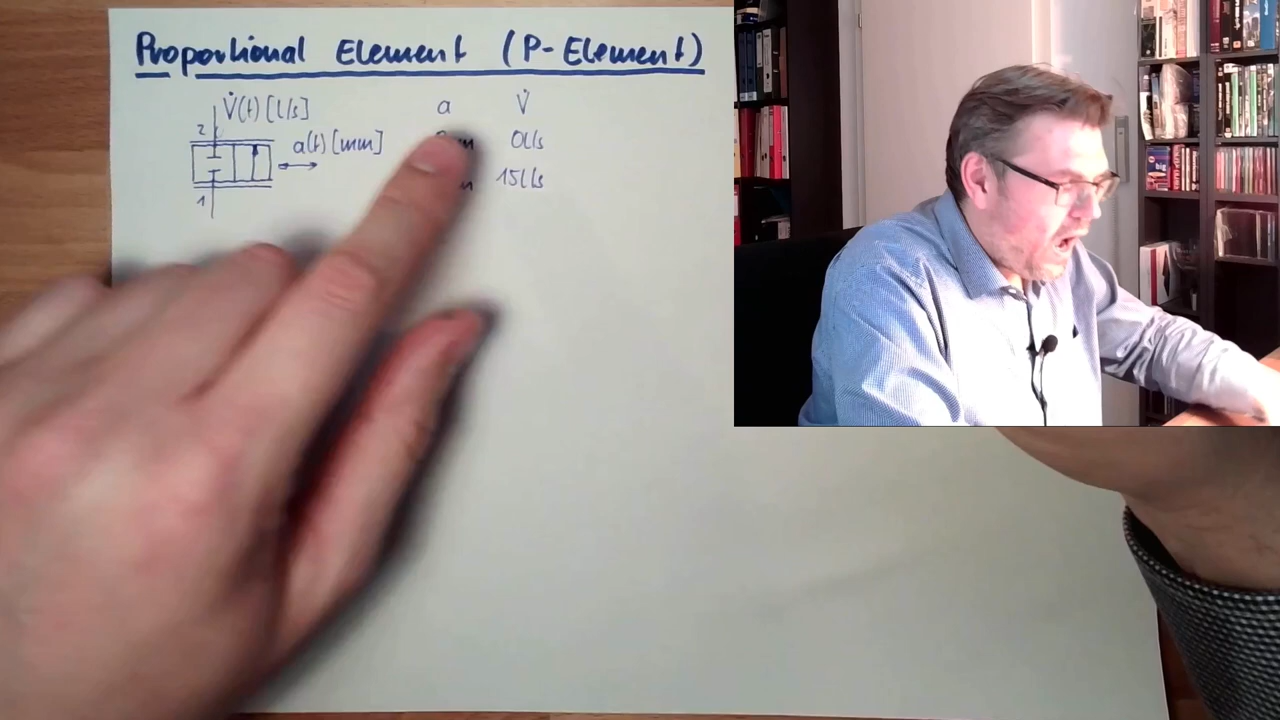 Proportional Element (P-Element)
V̇(t) [l/s] a V̇
2 a(t) [mm] 0l/s
1 15l/s